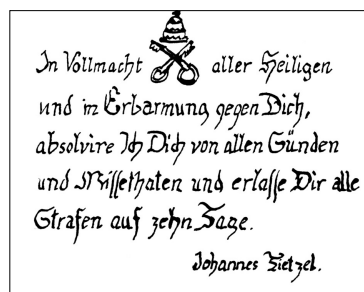 In Vollmacht aller Heiligen
und in Erbarmung gegen Dich,
absolvire Ich Dich von allen Sünden
und Missethaten und erlasse Dir alle
Strafen auf zehn Tage.
Johannes Tietzel.